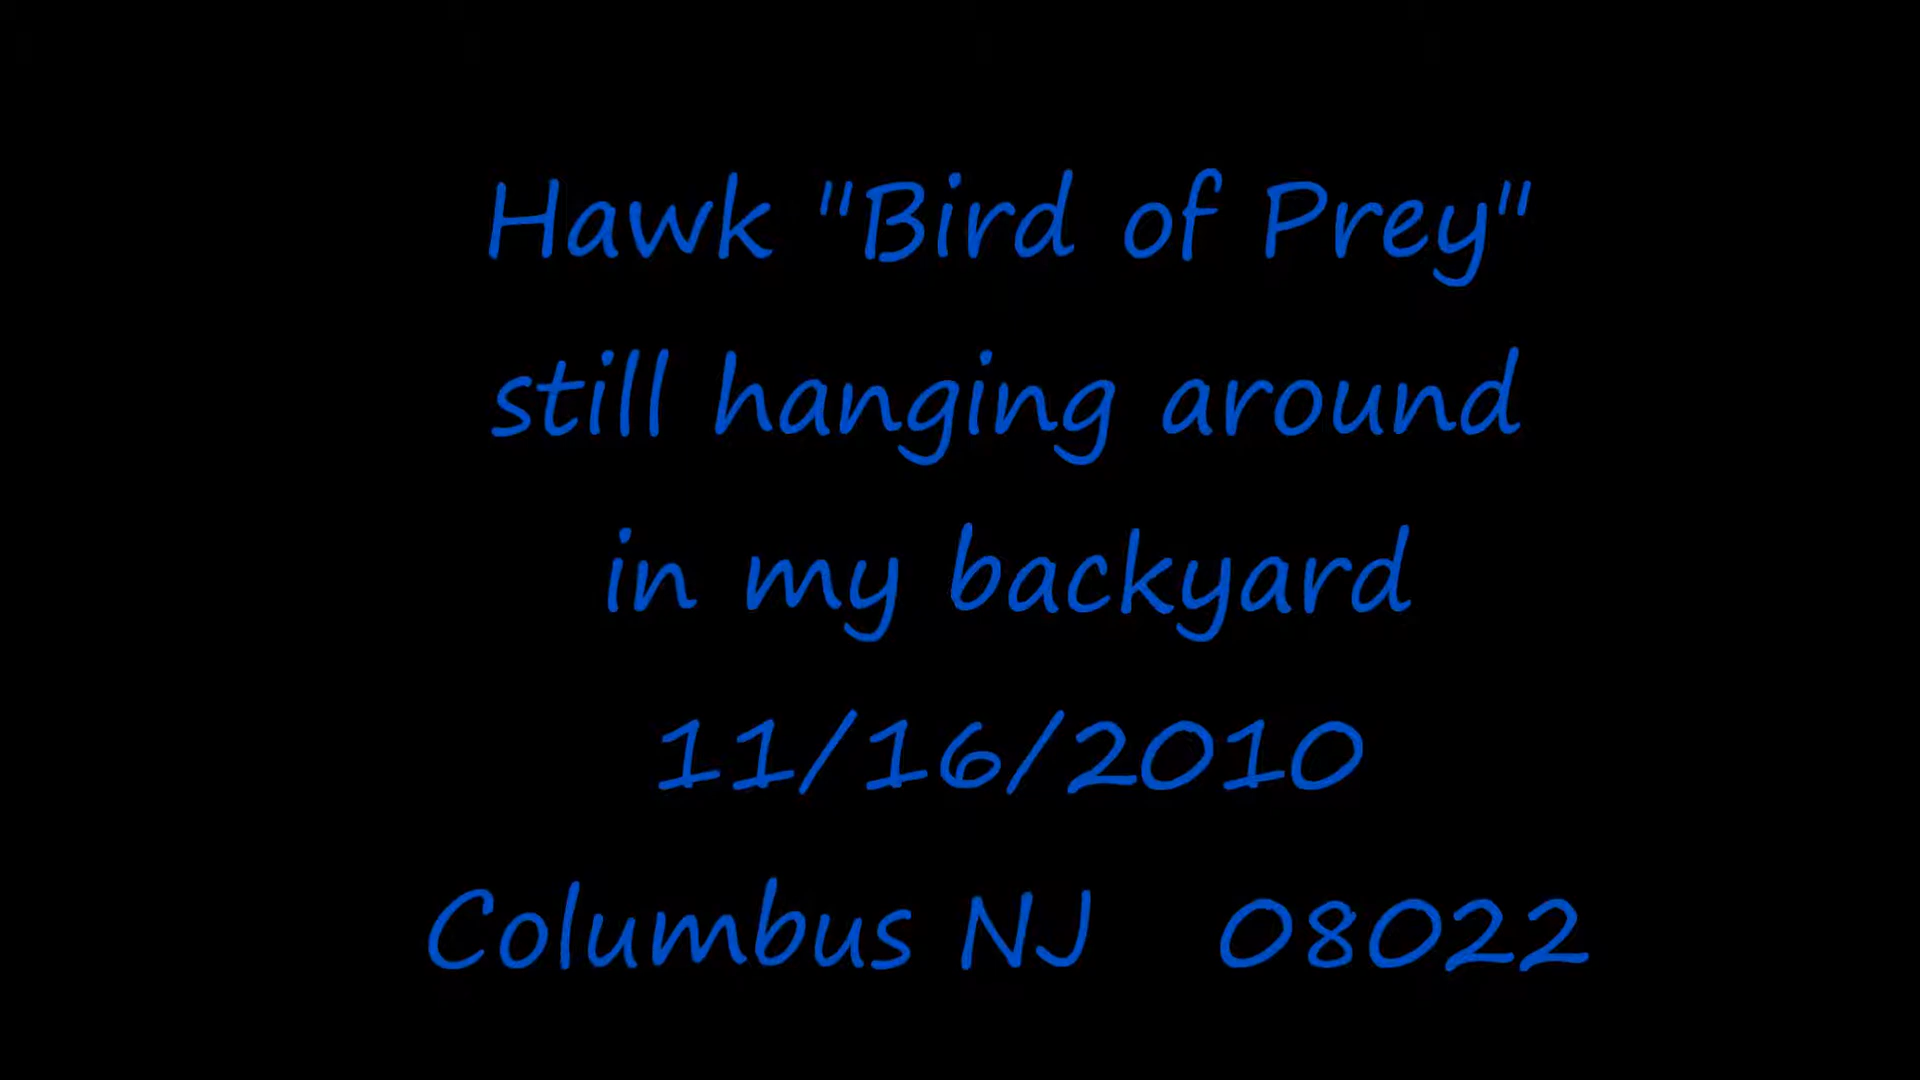 Hawk "Bird of Prey"
still hanging around
in my backyard
11/16/2010
Columbus NJ   08022